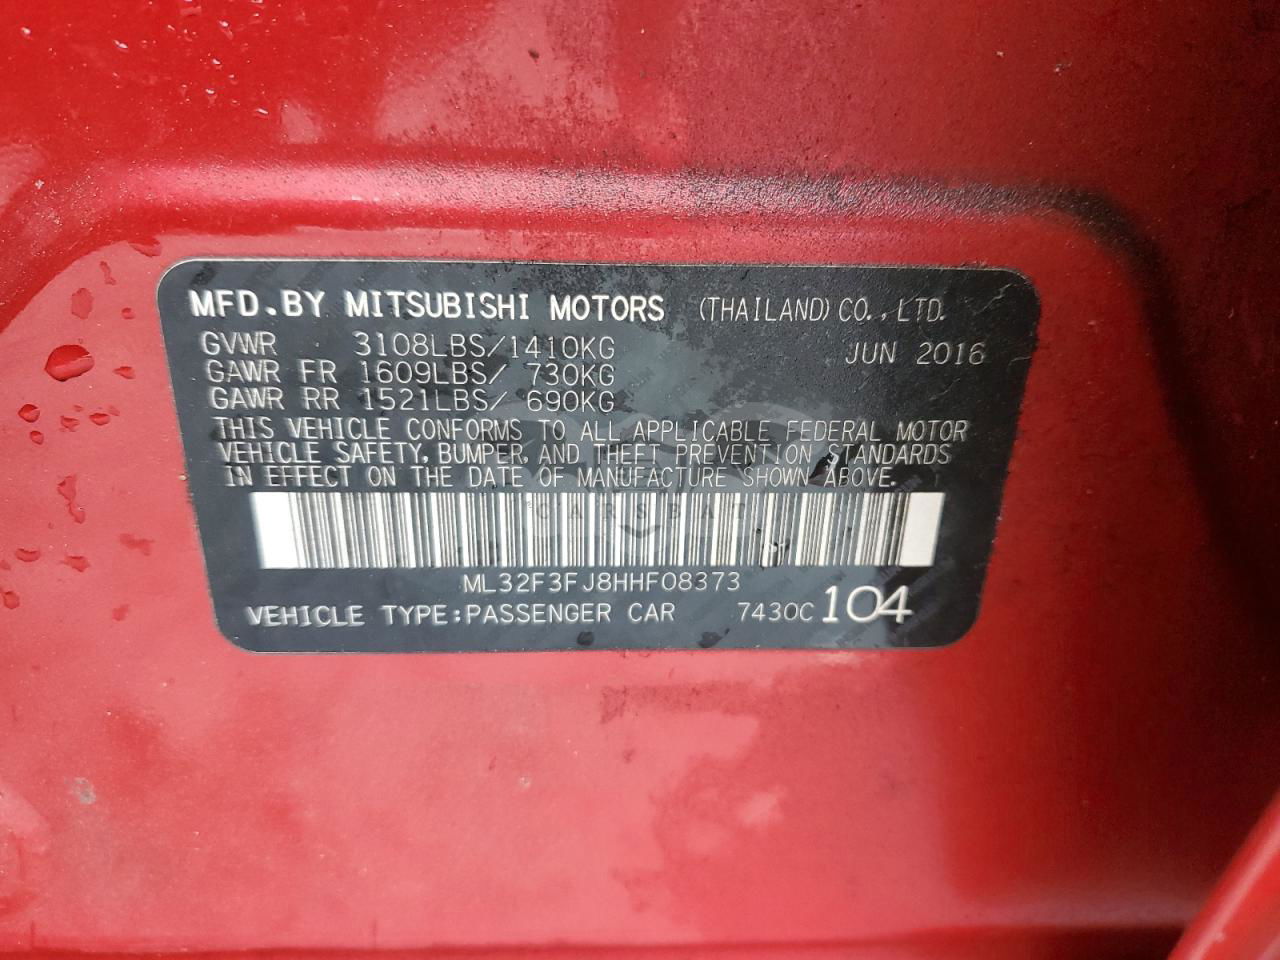 MFD.BY MITSUBISHI MOTORS (THAILAND) CO.,LTD.
GVWR 3108LBS/1410KG JUN 2016
GAWR FR 1609LBS/ 730KG
GAWR RR 1521LBS/ 690KG
THIS VEHICLE CONFORMS TO ALL APPLICABLE FEDERAL MOTOR
VEHICLE SAFETY, BUMPER, AND THEFT PREVENTION STANDARDS
IN EFFECT ON THE DATE OF MANUFACTURE SHOWN ABOVE.
CARSBAT
ML32F3FJ8HHF08373
VEHICLE TYPE:PASSENGER CAR 7430C 104